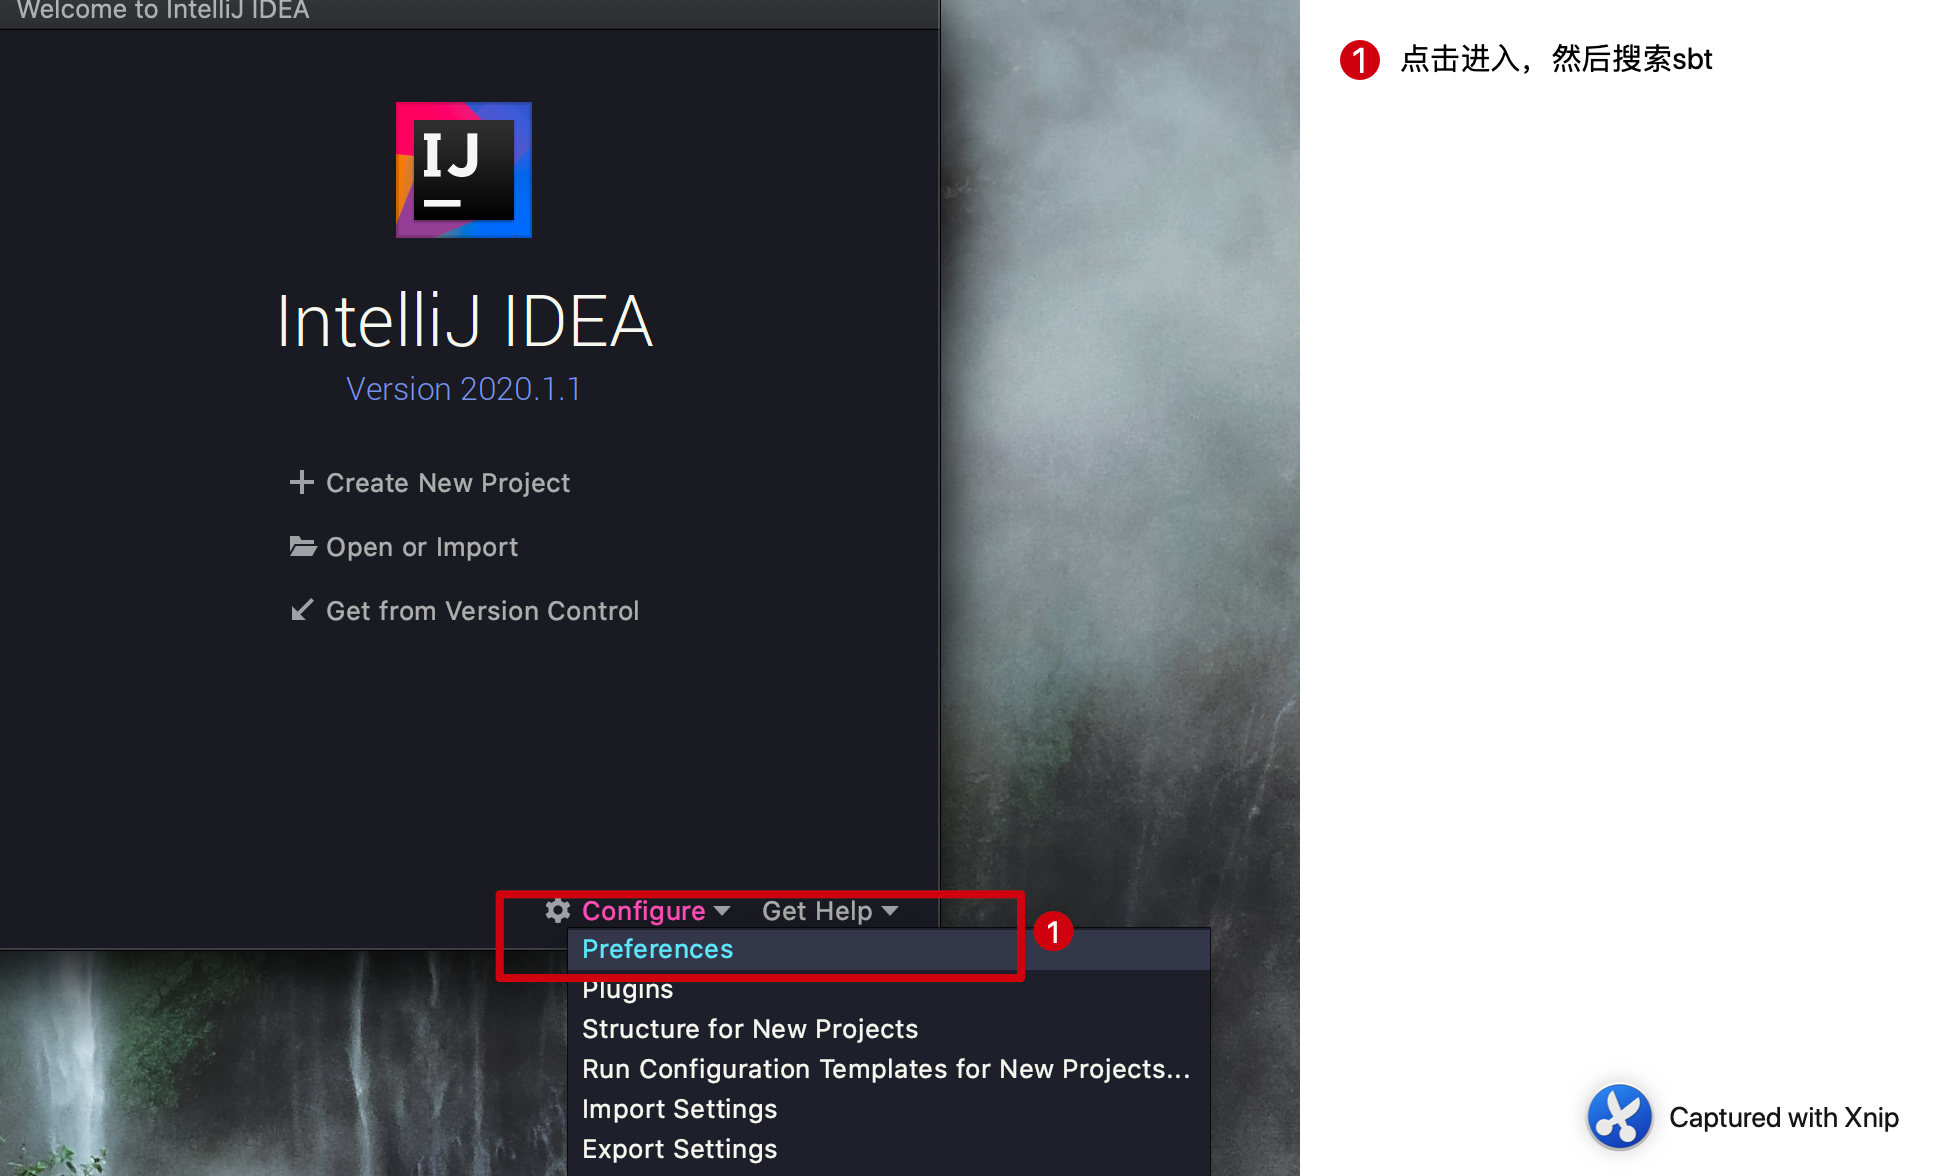 Welcome to IntelliJ IDEA
IJ
IntelliJ IDEA
Version 2020.1.1
Create New Project
Open or Import
Get from Version Control
Configure Get Help
1
Preferences
Plugins
Structure for New Projects
Run Configuration Templates for New Projects...
Import Settings
Export Settings
1 点击进入，然后搜索sbt
Captured with Xnip